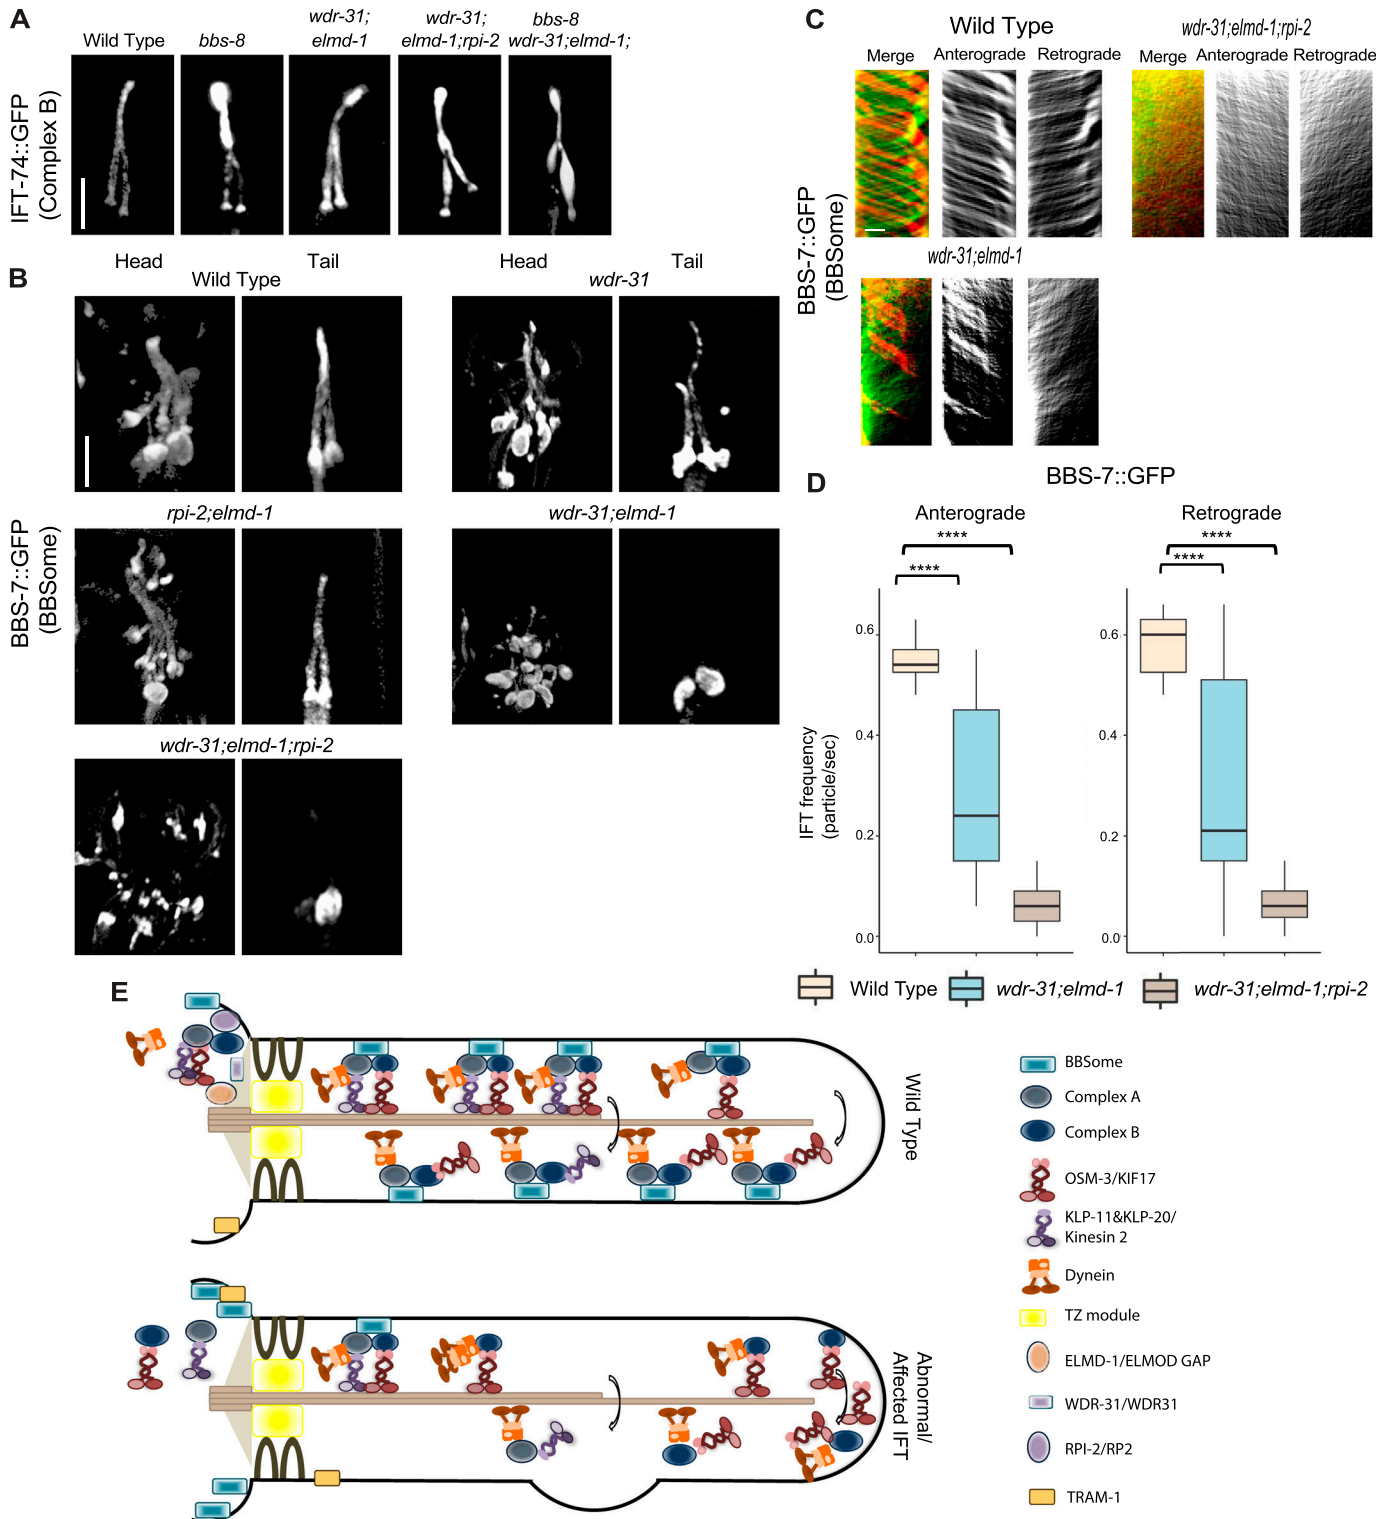 A
Wild Type
bbs-8
wdr-31;
elmd-1
wdr-31;
elmd-1;rpi-2
bbs-8
wdr-31;elmd-1;
IFT-74::GFP
(Complex B)
B
Head
Tail
Head
Tail
Wild Type
wdr-31
rpi-2;elmd-1
wdr-31;elmd-1
wdr-31;elmd-1;rpi-2
BBS-7::GFP
(BBSome)
C
Wild Type
wdr-31;elmd-1;rpi-2
Merge
Anterograde
Retrograde
Merge
Anterograde
Retrograde
wdr-31;elmd-1
BBS-7::GFP
(BBSome)
D
BBS-7::GFP
Anterograde
Retrograde
****
****
****
****
0.6
0.4
0.2
0.0
0.6
0.4
0.2
0.0
IFT frequency
(particle/sec)
Wild Type
wdr-31;elmd-1
wdr-31;elmd-1;rpi-2
E
Wild Type
Abnormal/
Affected IFT
BBSome
Complex A
Complex B
OSM-3/KIF17
KLP-11&KLP-20/
Kinesin 2
Dynein
TZ module
ELMD-1/ELMOD GAP
WDR-31/WDR31
RPI-2/RP2
TRAM-1